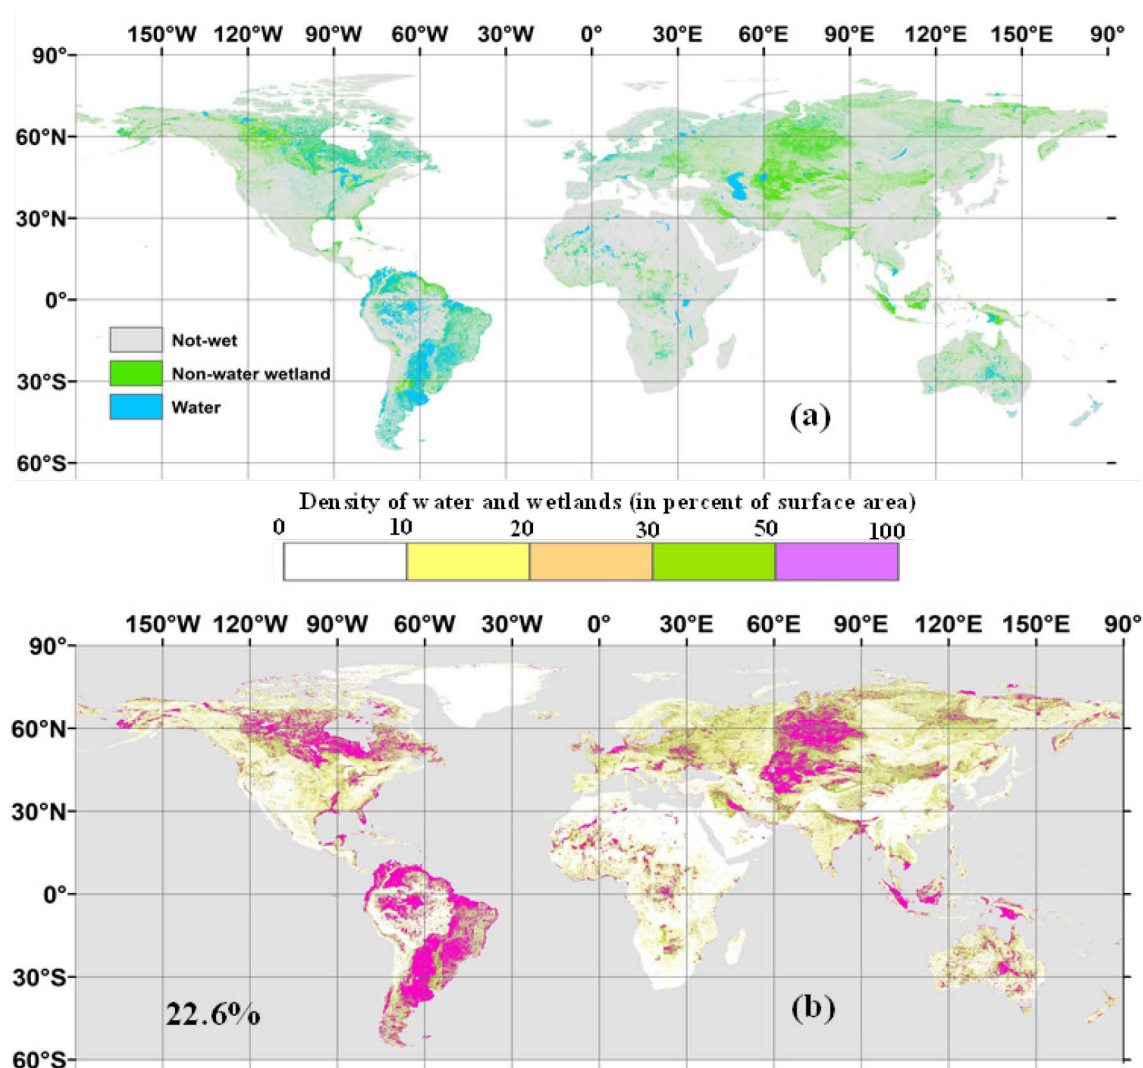 150°W 120°W 90°W 60°W 30°W 0° 30°E 60°E 90°E 120°E 150°E 90°
90°
60°N
30°N
0°
Not-wet
Non-water wetland
30°S
Water
(a)
60°S
Density of water and wetlands (in percent of surface area)
0 10 20 30 50 100
150°W 120°W 90°W 60°W 30°W 0° 30°E 60°E 90°E 120°E 150°E 90°
90°
60°N
30°N
0°
30°S
22.6%
(b)
60°S